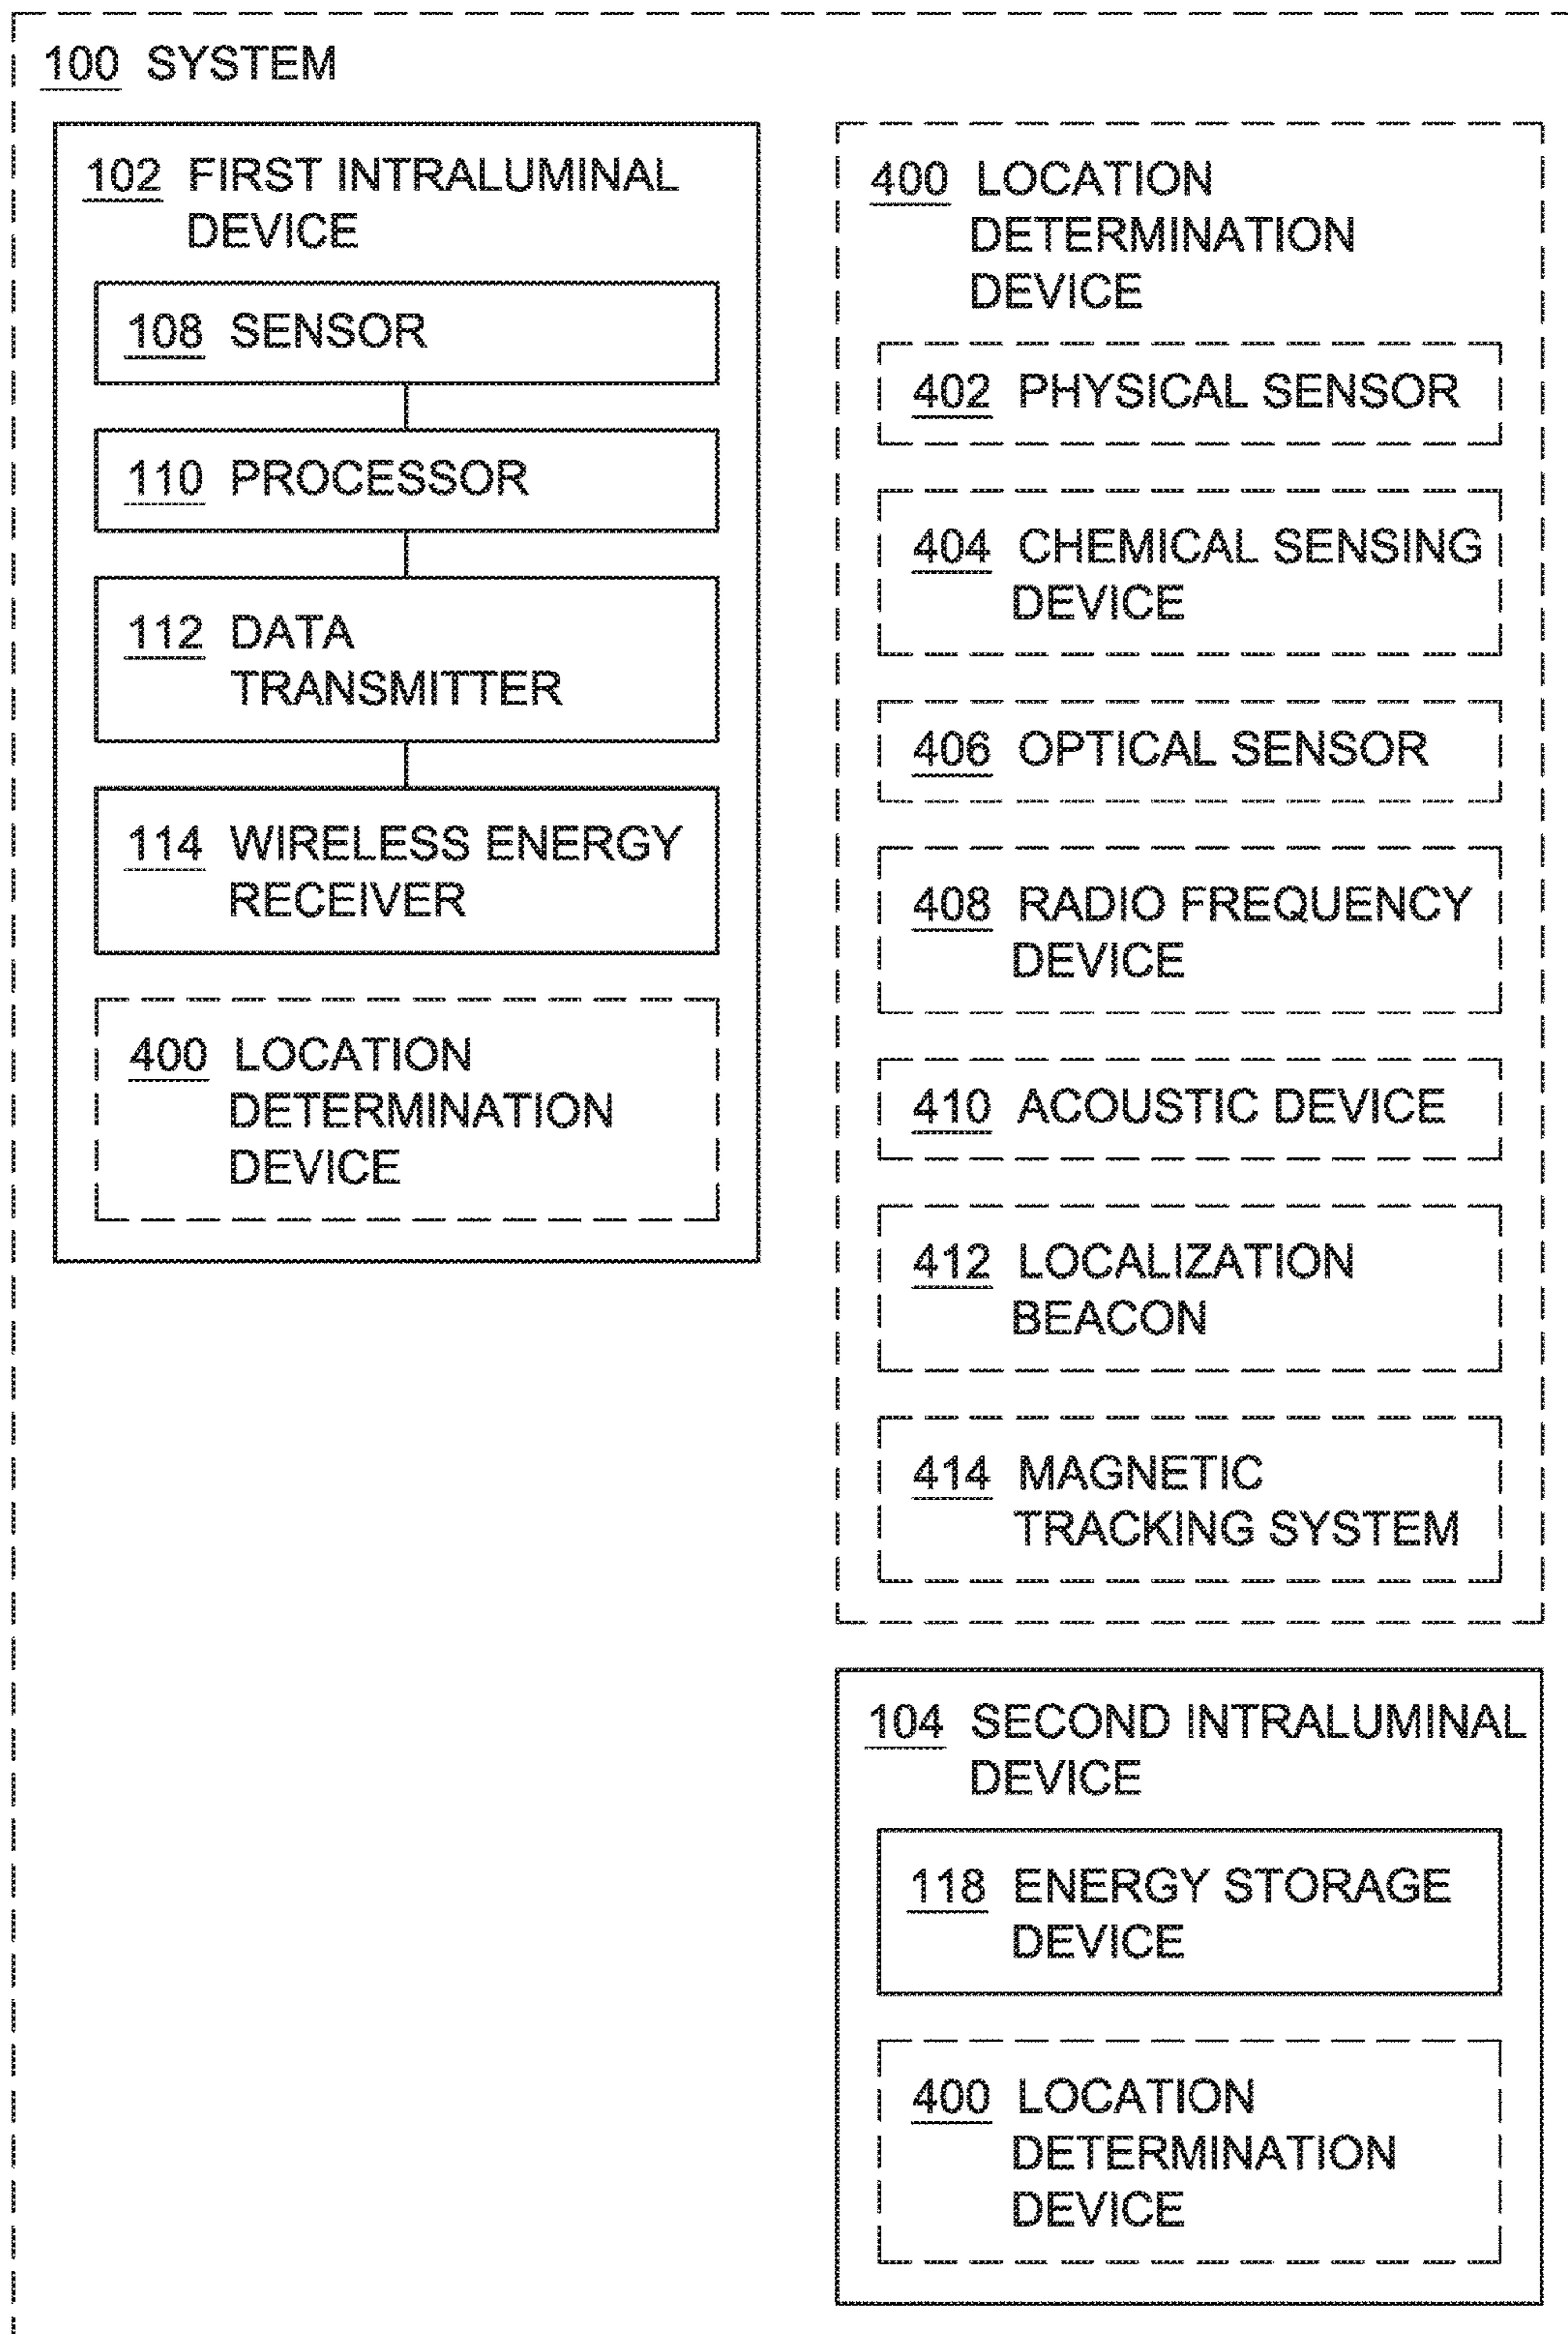 100 SYSTEM
102 FIRST INTRALUMINAL
DEVICE
108 SENSOR
110 PROCESSOR
112 DATA
TRANSMITTER
114 WIRELESS ENERGY
RECEIVER
400 LOCATION
DETERMINATION
DEVICE
400 LOCATION
DETERMINATION
DEVICE
402 PHYSICAL SENSOR
404 CHEMICAL SENSING
DEVICE
406 OPTICAL SENSOR
408 RADIO FREQUENCY
DEVICE
410 ACOUSTIC DEVICE
412 LOCALIZATION
BEACON
414 MAGNETIC
TRACKING SYSTEM
104 SECOND INTRALUMINAL
DEVICE
118 ENERGY STORAGE
DEVICE
400 LOCATION
DETERMINATION
DEVICE